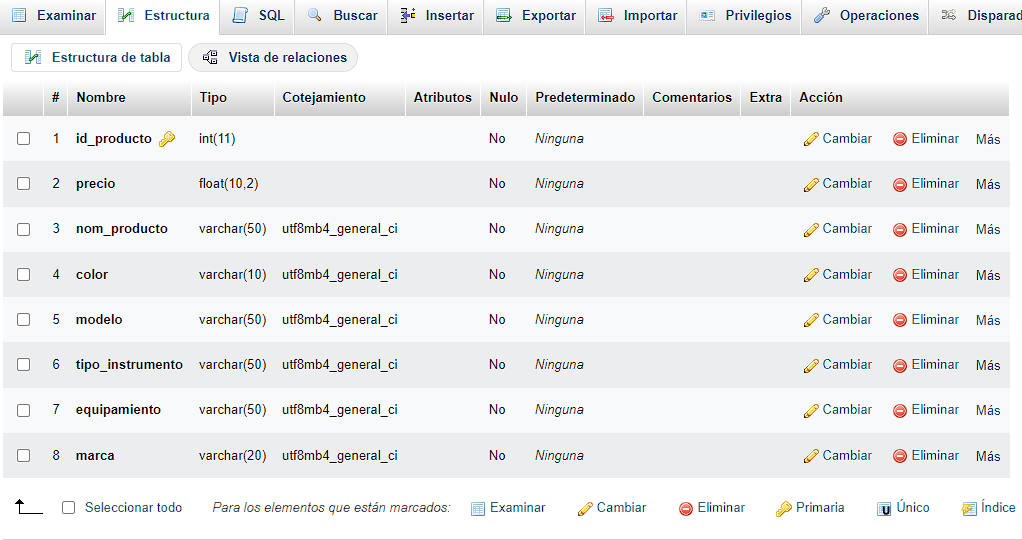 Examinar Estructura SQL Buscar Insertar Exportar Importar Privilegios Operaciones Disparad
Estructura de tabla Vista de relaciones
# Nombre Tipo Cotejamiento Atributos Nulo Predeterminado Comentarios Extra Acción
1 id_producto int(11) No Ninguna Cambiar Eliminar Más
2 precio float(10,2) No Ninguna Cambiar Eliminar Más
3 nom_producto varchar(50) utf8mb4_general_ci No Ninguna Cambiar Eliminar Más
4 color varchar(10) utf8mb4_general_ci No Ninguna Cambiar Eliminar Más
5 modelo varchar(50) utf8mb4_general_ci No Ninguna Cambiar Eliminar Más
6 tipo_instrumento varchar(50) utf8mb4_general_ci No Ninguna Cambiar Eliminar Más
7 equipamiento varchar(50) utf8mb4_general_ci No Ninguna Cambiar Eliminar Más
8 marca varchar(20) utf8mb4_general_ci No Ninguna Cambiar Eliminar Más
Seleccionar todo Para los elementos que están marcados: Examinar Cambiar Eliminar Primaria Único Índice